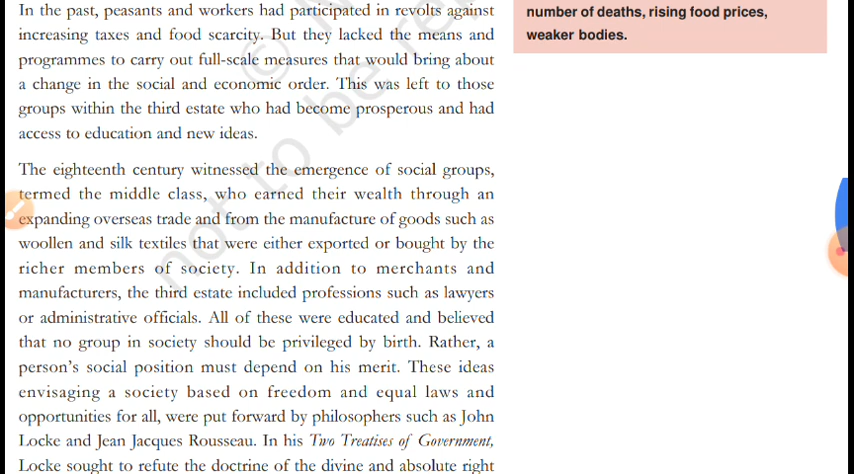 In the past, peasants and workers had participated in revolts against
increasing taxes and food scarcity. But they lacked the means and
programmes to carry out full-scale measures that would bring about
a change in the social and economic order. This was left to those
groups within the third estate who had become prosperous and had
access to education and new ideas.
The eighteenth century witnessed the emergence of social groups,
termed the middle class, who earned their wealth through an
expanding overseas trade and from the manufacture of goods such as
woollen and silk textiles that were either exported or bought by the
richer members of society. In addition to merchants and
manufacturers, the third estate included professions such as lawyers
or administrative officials. All of these were educated and believed
that no group in society should be privileged by birth. Rather, a
person's social position must depend on his merit. These ideas
envisaging a society based on freedom and equal laws and
opportunities for all, were put forward by philosophers such as John
Locke and Jean Jacques Rousseau. In his Two Treatises of Government,
Locke sought to refute the doctrine of the divine and absolute right
number of deaths, rising food prices,
weaker bodies.
©
not to be rep